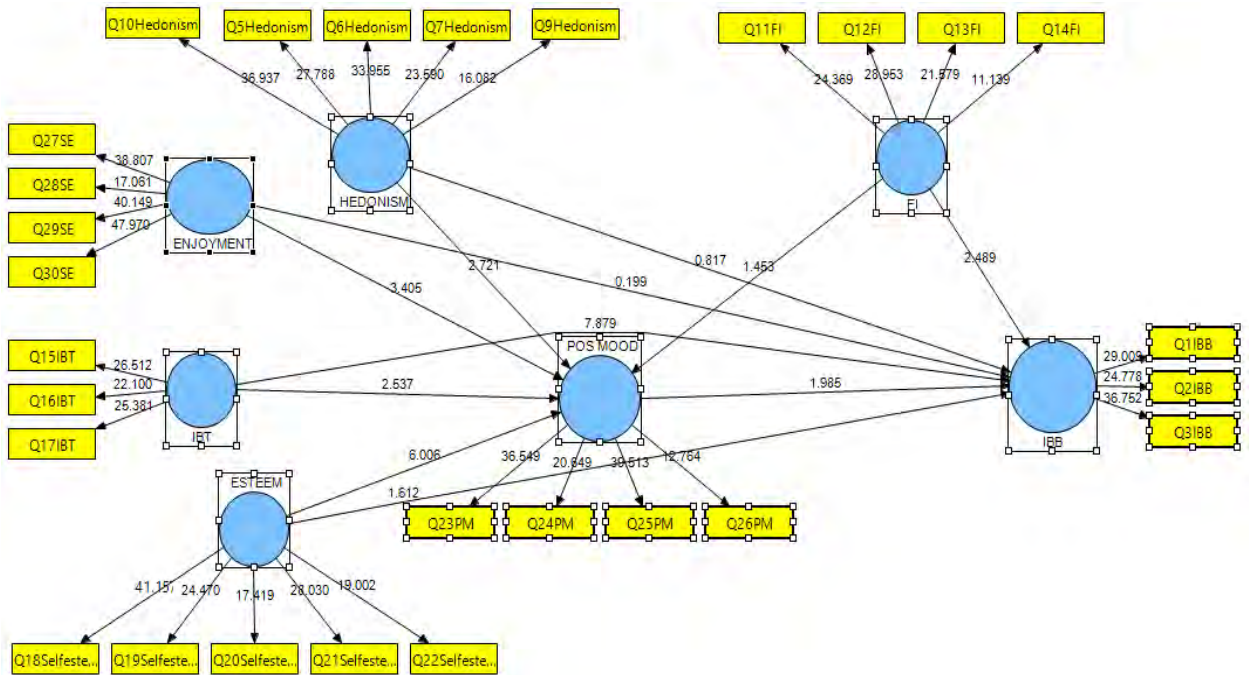 Q10Hedonism
Q5Hedonism
Q6Hedonism
Q7Hedonism
Q9Hedonism
Q11FI
Q12FI
Q13FI
Q14FI
36.937
27.788
33.955
23.590
16.082
24.369
28.953
21.579
11.139
Q27SE
Q28SE
Q29SE
Q30SE
38.807
17.061
40.149
47.970
ENJOYMENT
HEDONISM
FI
2.721
0.817
1.453
2.489
0.199
3.405
7.879
Q15IBT
Q16IBT
Q17IBT
26.512
22.100
25.381
IBT
2.537
POS MOOD
1.985
IBB
Q1IBB
Q2IBB
Q3IBB
29.009
24.778
36.752
ESTEEM
6.006
1.612
36.549
20.649
39.513
12.764
Q23PM
Q24PM
Q25PM
Q26PM
24.470
17.419
28.030
19.002
Q18Selfeste...
Q19Selfeste...
Q20Selfeste...
Q21Selfeste...
Q22Selfeste...